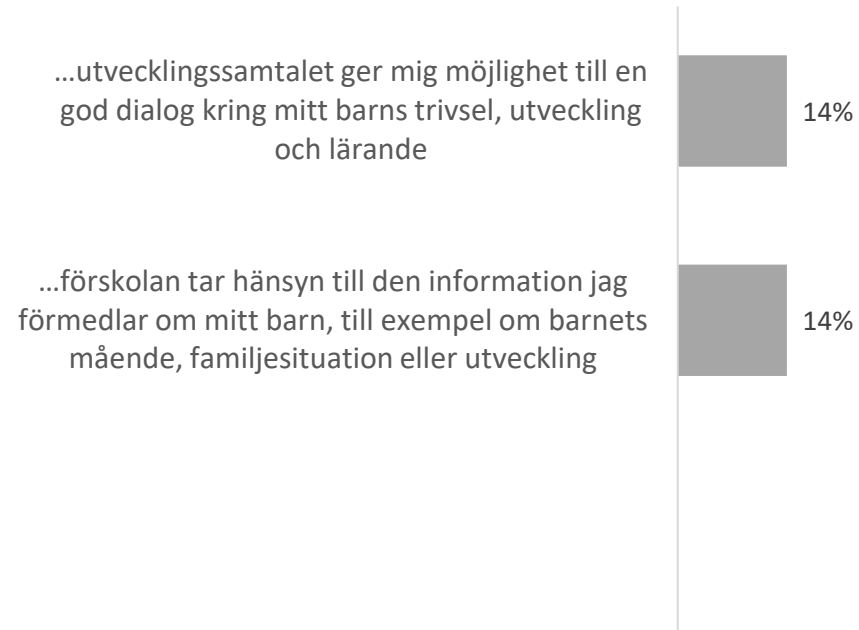 ...utvecklingssamtalet ger mig möjlighet till en
god dialog kring mitt barns trivsel, utveckling
och lärande
14%
...förskolan tar hänsyn till den information jag
förmedlar om mitt barn, till exempel om barnets
mående, familjesituation eller utveckling
14%